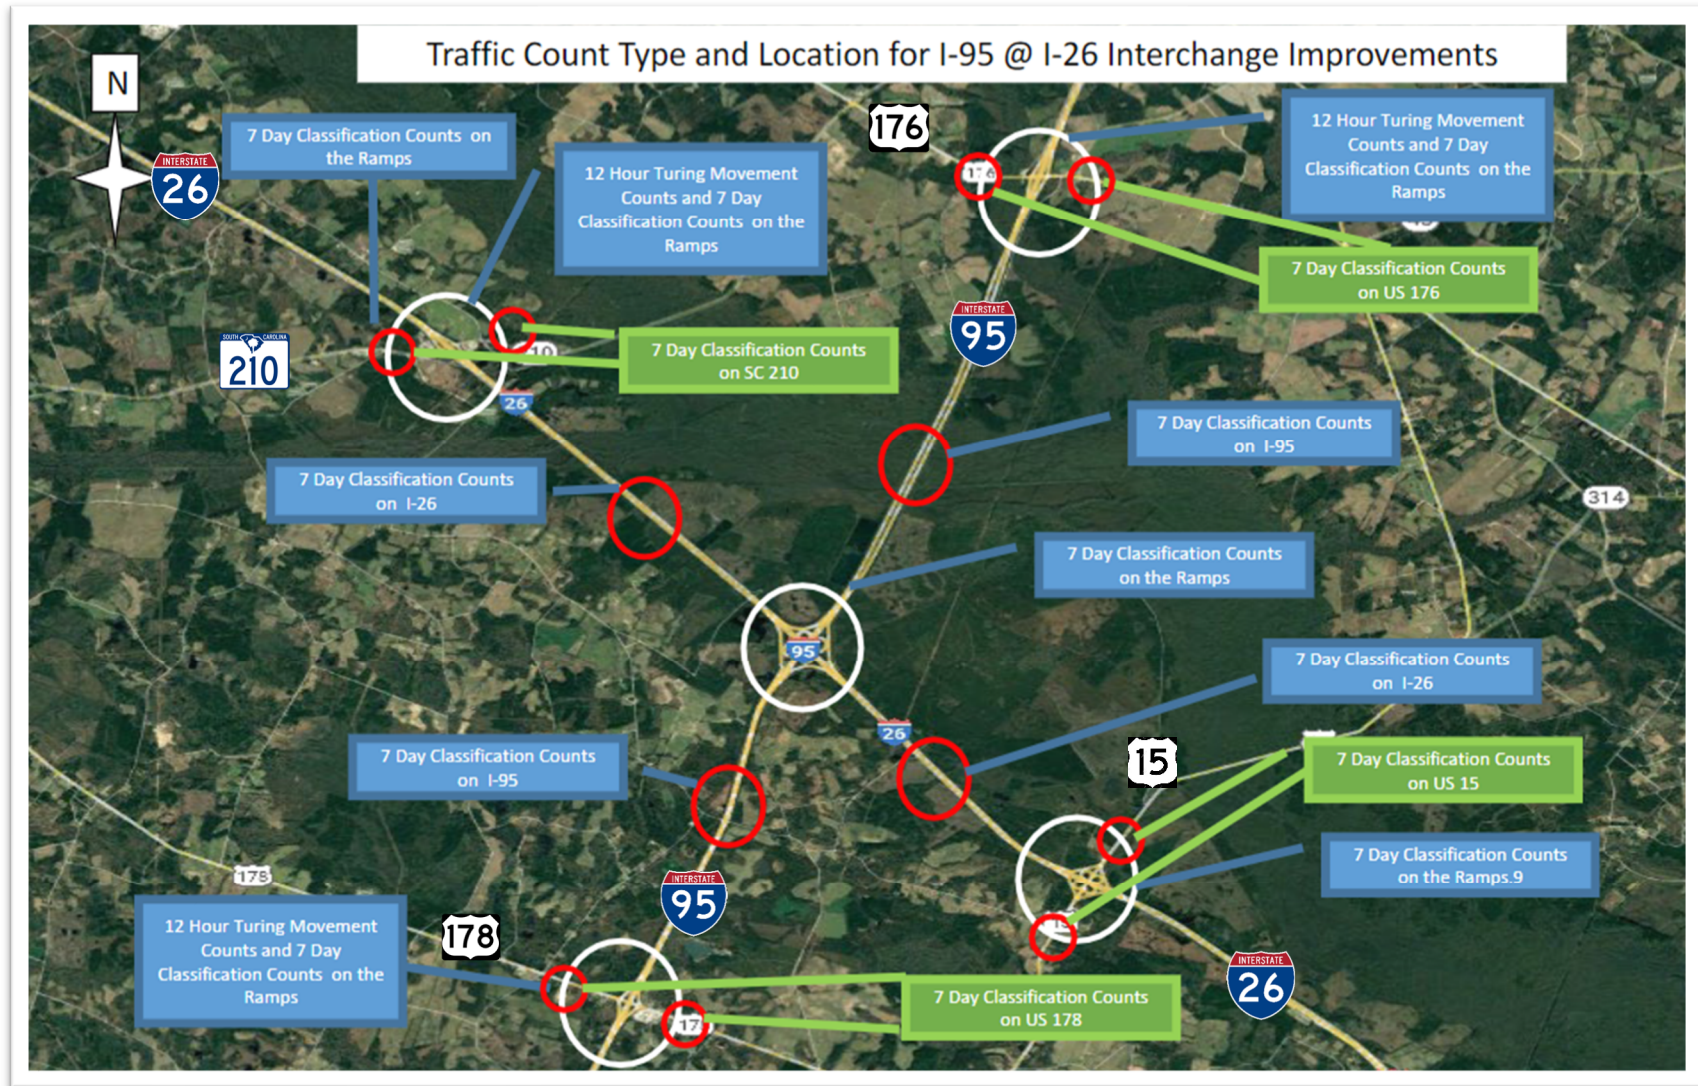 Traffic Count Type and Location for I-95 @ I-26 Interchange Improvements
N
INTERSTATE
26
7 Day Classification Counts on
the Ramps
12 Hour Turing Movement
Counts and 7 Day
Classification Counts on the
Ramps
176
176
12 Hour Turing Movement
Counts and 7 Day
Classification Counts on the
Ramps
7 Day Classification Counts
on US 176
INTERSTATE
95
SOUTH CAROLINA
210
10
7 Day Classification Counts
on SC 210
26
7 Day Classification Counts
on I-95
7 Day Classification Counts
on I-26
314
7 Day Classification Counts
on the Ramps
95
7 Day Classification Counts
on I-26
26
15
7 Day Classification Counts
on I-95
7 Day Classification Counts
on US 15
7 Day Classification Counts
on the Ramps.9
178
INTERSTATE
95
12 Hour Turing Movement
Counts and 7 Day
Classification Counts on the
Ramps
178
15
INTERSTATE
26
7 Day Classification Counts
on US 178
17